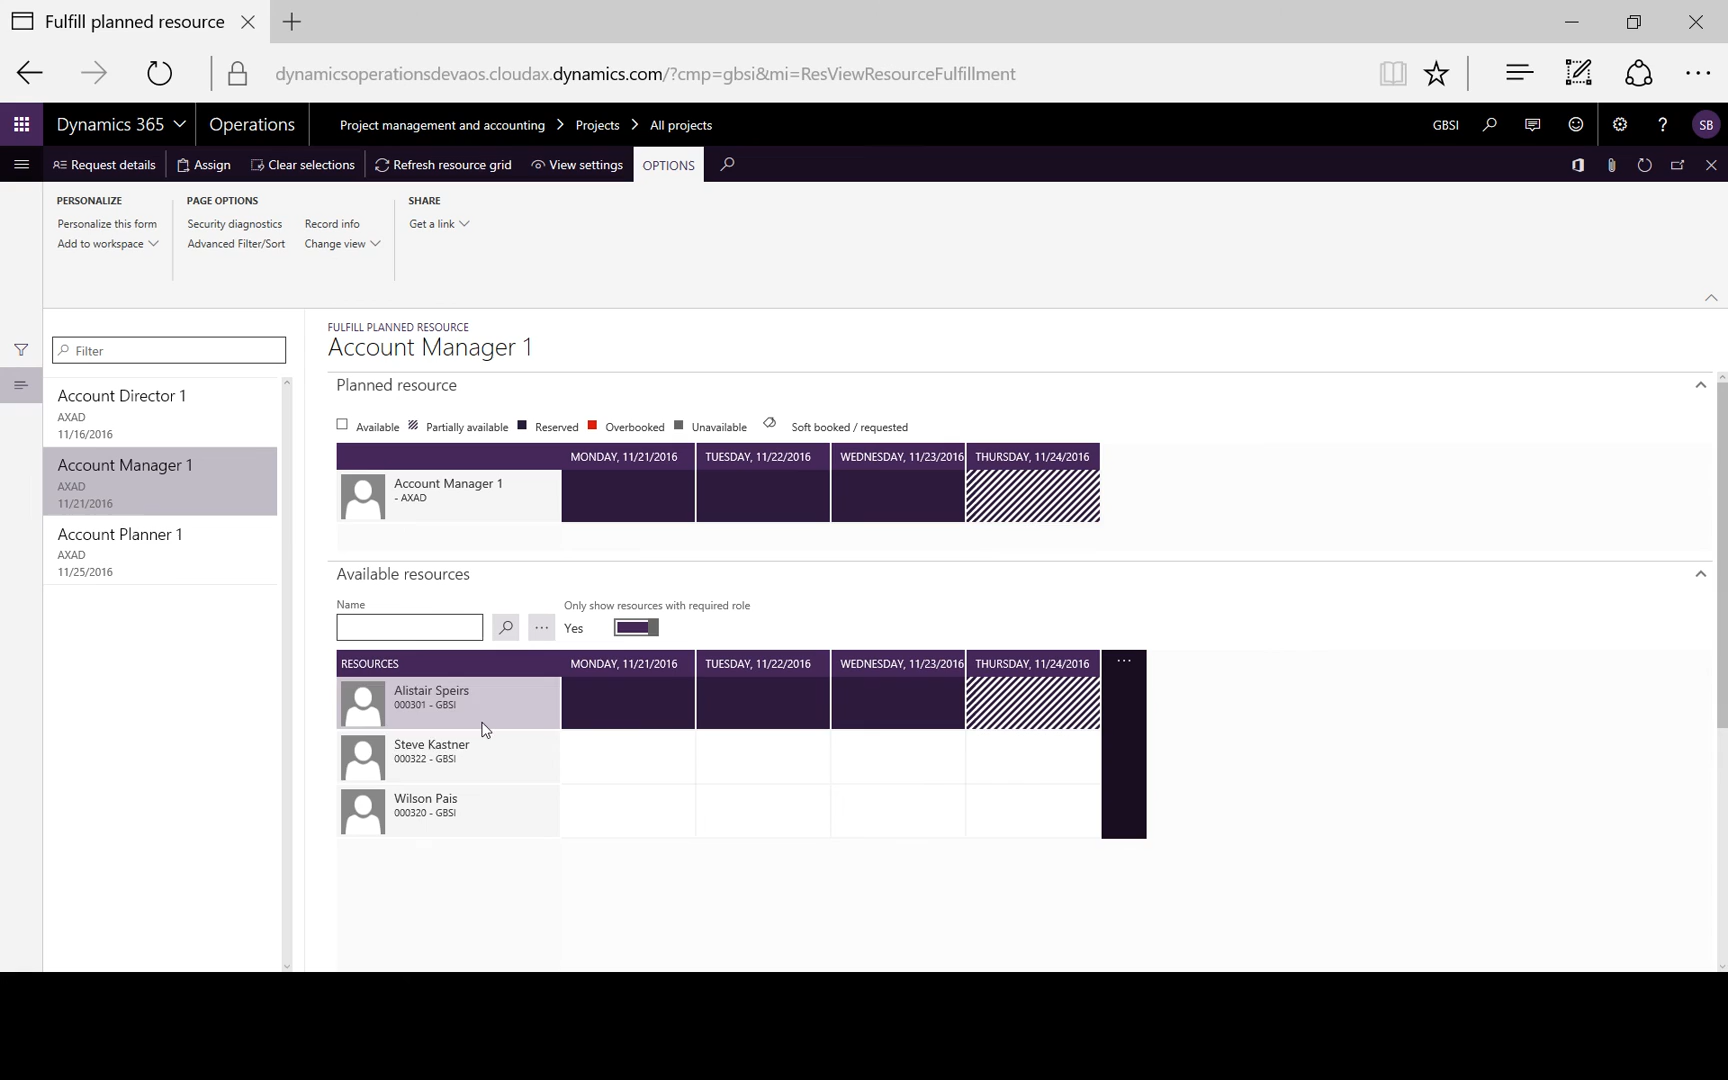 Fulfill planned resource
dynamicsoperationsdevaos.cloudax.dynamics.com/?cmp=gbsi&mi=ResViewResourceFulfillment
Dynamics 365 Operations Project management and accounting > Projects > All projects GBSI ? SB
Request details Assign Clear selections Refresh resource grid View settings OPTIONS
PERSONALIZE PAGE OPTIONS SHARE
Personalize this form Security diagnostics Record info Get a link
Add to workspace Advanced Filter/Sort Change view
Filter
Account Director 1
AXAD
11/16/2016
Account Manager 1
AXAD
11/21/2016
Account Planner 1
AXAD
11/25/2016
FULFILL PLANNED RESOURCE
Account Manager 1
Planned resource
Available Partially available Reserved Overbooked Unavailable Soft booked / requested
MONDAY, 11/21/2016 TUESDAY, 11/22/2016 WEDNESDAY, 11/23/2016 THURSDAY, 11/24/2016
Account Manager 1
- AXAD
Available resources
Name Only show resources with required role
... Yes
RESOURCES MONDAY, 11/21/2016 TUESDAY, 11/22/2016 WEDNESDAY, 11/23/2016 THURSDAY, 11/24/2016 ...
Alistair Speirs
000301 - GBSI
Steve Kastner
000322 - GBSI
Wilson Pais
000320 - GBSI